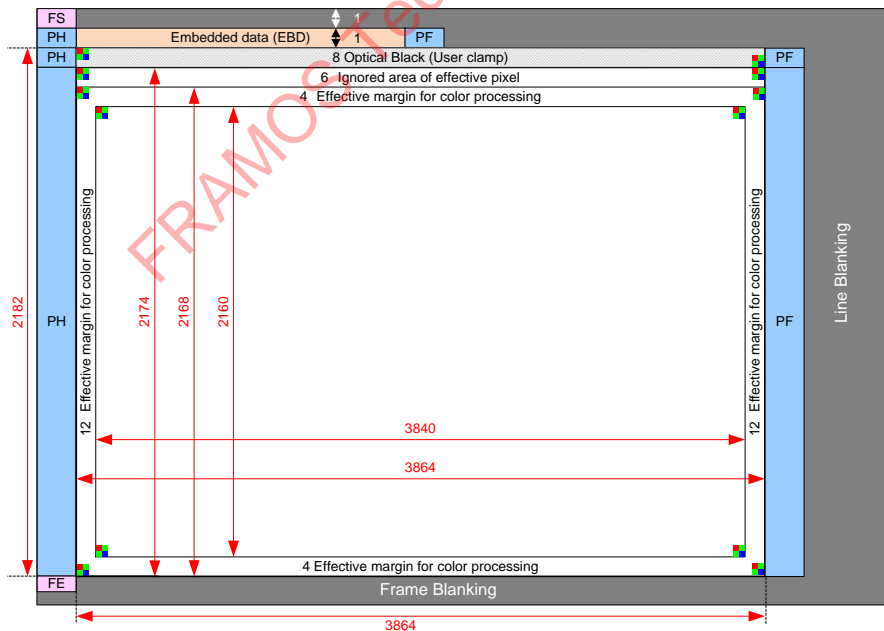 FS
1
PH
Embedded data (EBD)
1
PF
PH
8 Optical Black (User clamp)
PF
6 Ignored area of effective pixel
4 Effective margin for color processing
12 Effective margin for color processing
12 Effective margin for color processing
Line Blanking
2182
PH
2174
2168
2160
PF
3840
3864
4 Effective margin for color processing
FE
Frame Blanking
3864
FRAMOS Tec